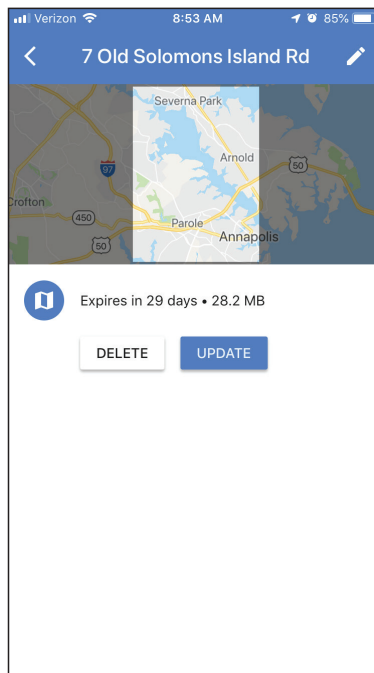 Verizon 8:53 AM 85%
7 Old Solomons Island Rd
Severna Park
Arnold
97
50
Crofton
450
Parole
50
Annapolis
Expires in 29 days • 28.2 MB
DELETE UPDATE